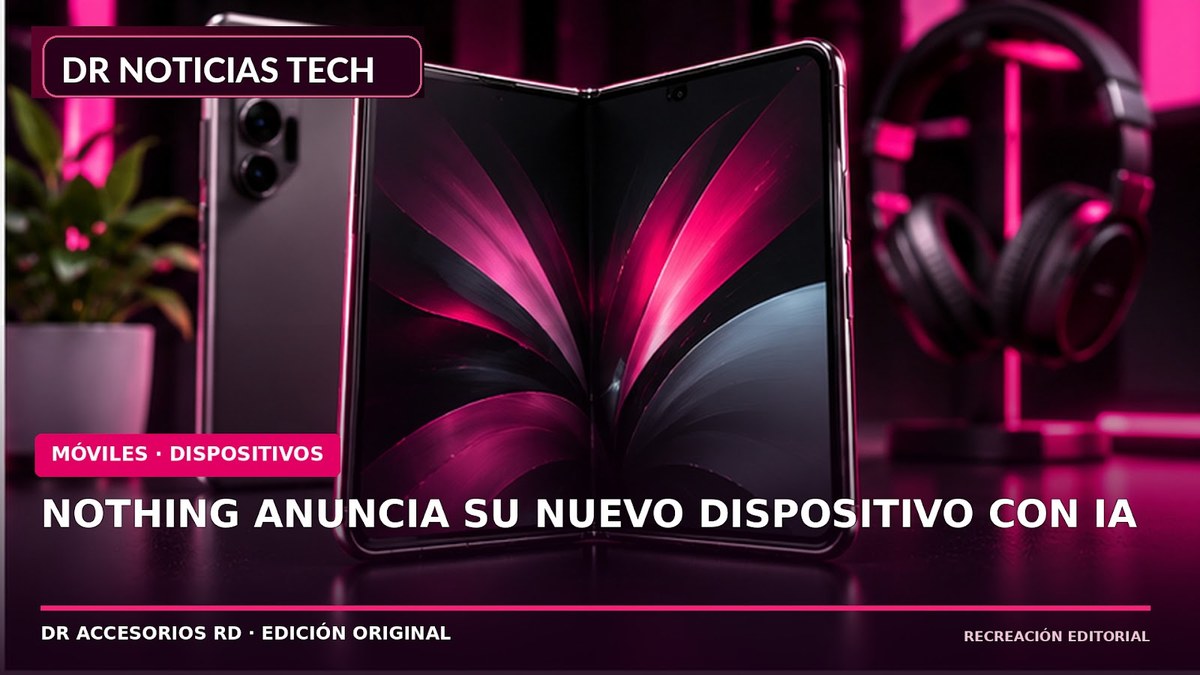 DR NOTICIAS TECH
MÓVILES · DISPOSITIVOS
NOTHING ANUNCIA SU NUEVO DISPOSITIVO CON IA
DR ACCESORIOS RD · EDICIÓN ORIGINAL
RECREACIÓN EDITORIAL